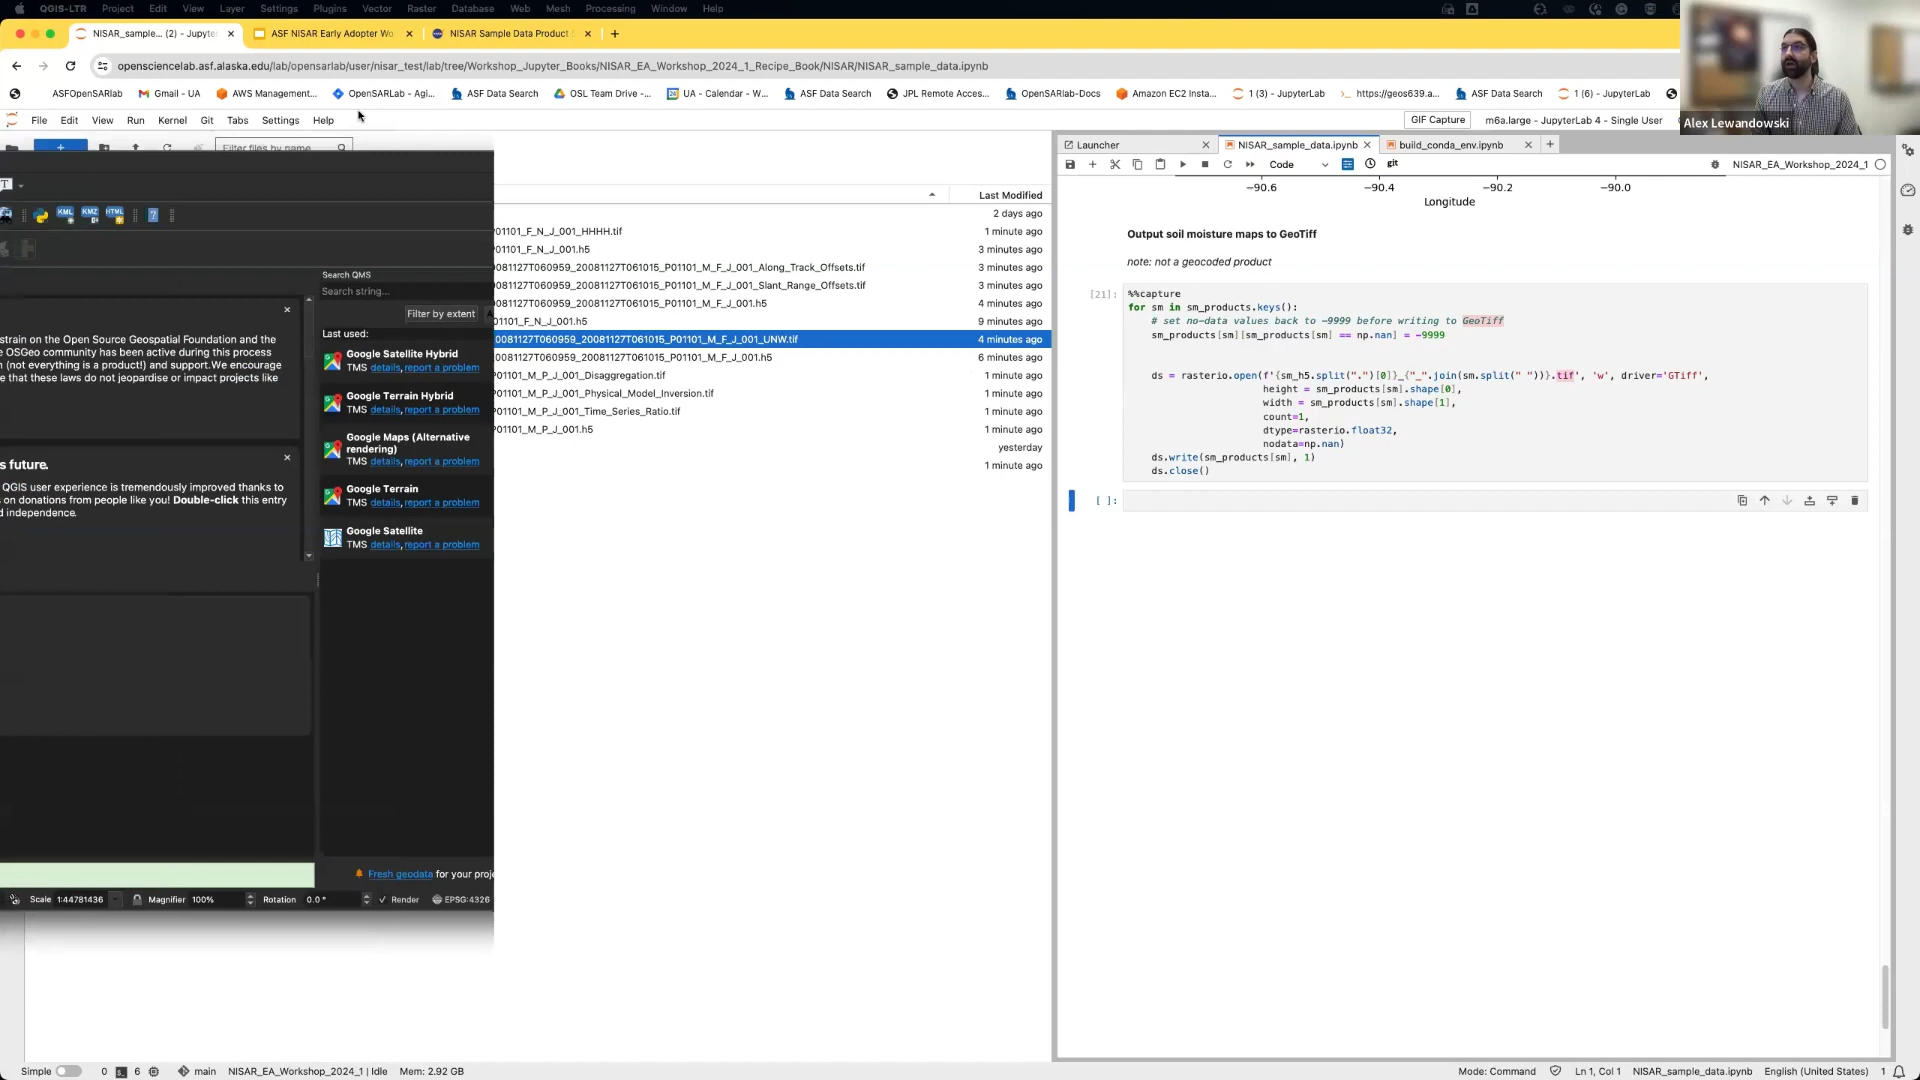 QGIS-LTR Project Edit View Layer Settings Plugins Vector Raster Database Web Mesh Processing Window Help
NISAR_sample... (2) - Jupyter ASF NISAR Early Adopter Wo NISAR Sample Data Product
openscienclab.asf.alaska.edu/lab/opensarlab/user/nisar_test/lab/tree/Workshop_Jupyter_Books/NISAR_EA_Workshop_2024_1_Recipe_Book/NISAR/NISAR_sample_data.ipynb
ASFOpenSARlab Gmail - UA AWS Management... OpenSARLab - Agi... ASF Data Search OSL Team Drive -... UA - Calendar - W... ASF Data Search JPL Remote Acces... OpenSARlab-Docs Amazon EC2 Insta... 1 (3) - JupyterLab https://geos639.a... ASF Data Search 1 (6) - JupyterLab
File Edit View Run Kernel Git Tabs Settings Help GIF Capture m6a.large - JupyterLab 4 - Single User
Alex Lewandowski
Filter files by name
Last Modified
2 days ago
P01101_F_N_J_001_HHHH.tif 1 minute ago
P01101_F_N_J_001.h5 3 minutes ago
0081127T060959_20081127T061015_P01101_M_F_J_001_Along_Track_Offsets.tif 3 minutes ago
0081127T060959_20081127T061015_P01101_M_F_J_001_Slant_Range_Offsets.tif 3 minutes ago
0081127T060959_20081127T061015_P01101_M_F_J_001.h5 4 minutes ago
01101_F_N_J_001.h5 9 minutes ago
0081127T060959_20081127T061015_P01101_M_F_J_001_UNW.tif 4 minutes ago
0081127T060959_20081127T061015_P01101_M_F_J_001.h5 6 minutes ago
P01101_M_P_J_001_Disaggregation.tif 1 minute ago
P01101_M_P_J_001_Physical_Model_Inversion.tif 1 minute ago
P01101_M_P_J_001_Time_Series_Ratio.tif 1 minute ago
P01101_M_P_J_001.h5 1 minute ago
yesterday
1 minute ago
KML KMZ HTML ?
Search QMS
Search string...
Filter by extent
Last used:
Google Satellite Hybrid
TMS details, report a problem
Google Terrain Hybrid
TMS details, report a problem
Google Maps (Alternative
rendering)
TMS details, report a problem
Google Terrain
TMS details, report a problem
Google Satellite
TMS details, report a problem
strain on the Open Source Geospatial Foundation and the
OSGeo community has been active during this process
(not everything is a product!) and support.We encourage
e that these laws do not jeopardise or impact projects like
s future.
QGIS user experience is tremendously improved thanks to
s on donations from people like you! Double-click this entry
d independence.
Fresh geodata for your proje
Scale 1:44781436 Magnifier 100% Rotation 0.0 ° Render EPSG:4326
Launcher NISAR_sample_data.ipynb build_conda_env.ipynb
Code git NISAR_EA_Workshop_2024_1
−90.6 −90.4 −90.2 −90.0
Longitude
Output soil moisture maps to GeoTiff
note: not a geocoded product
[21]: %%capture
for sm in sm_products.keys():
# set no-data values back to -9999 before writing to GeoTiff
sm_products[sm][sm_products[sm] == np.nan] = -9999
ds = rasterio.open(f'{sm_h5.split(".")[0]}_{"_".join(sm.split(" "))}.tif', 'w', driver='GTiff',
height = sm_products[sm].shape[0],
width = sm_products[sm].shape[1],
count=1,
dtype=rasterio.float32,
nodata=np.nan)
ds.write(sm_products[sm], 1)
ds.close()
[ ]:
Simple 0 6 main NISAR_EA_Workshop_2024_1 | Idle Mem: 2.92 GB Mode: Command Ln 1, Col 1 NISAR_sample_data.ipynb English (United States) 1